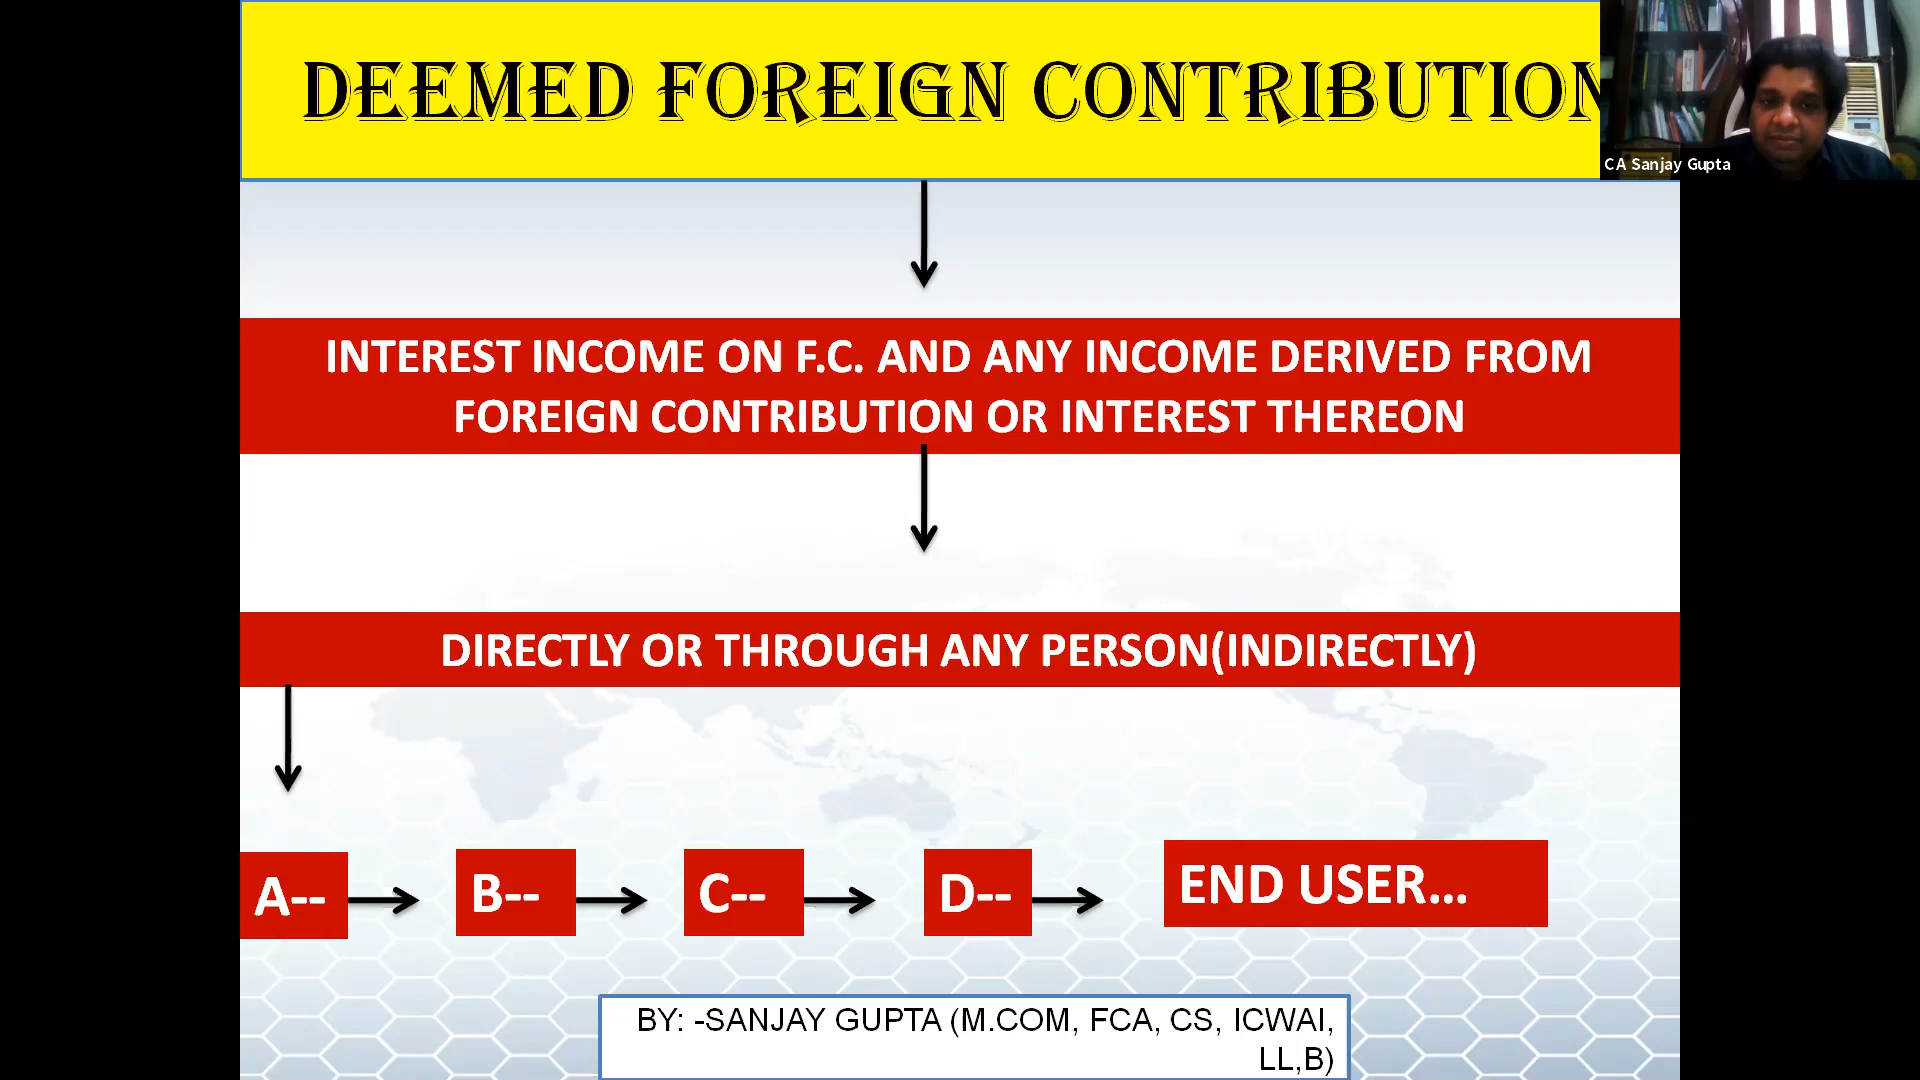 DEEMED FOREIGN CONTRIBUTION
CA Sanjay Gupta
INTEREST INCOME ON F.C. AND ANY INCOME DERIVED FROM
FOREIGN CONTRIBUTION OR INTEREST THEREON
DIRECTLY OR THROUGH ANY PERSON(INDIRECTLY)
A--
B--
C--
D--
END USER...
BY: -SANJAY GUPTA (M.COM, FCA, CS, ICWAI,
LL,B)